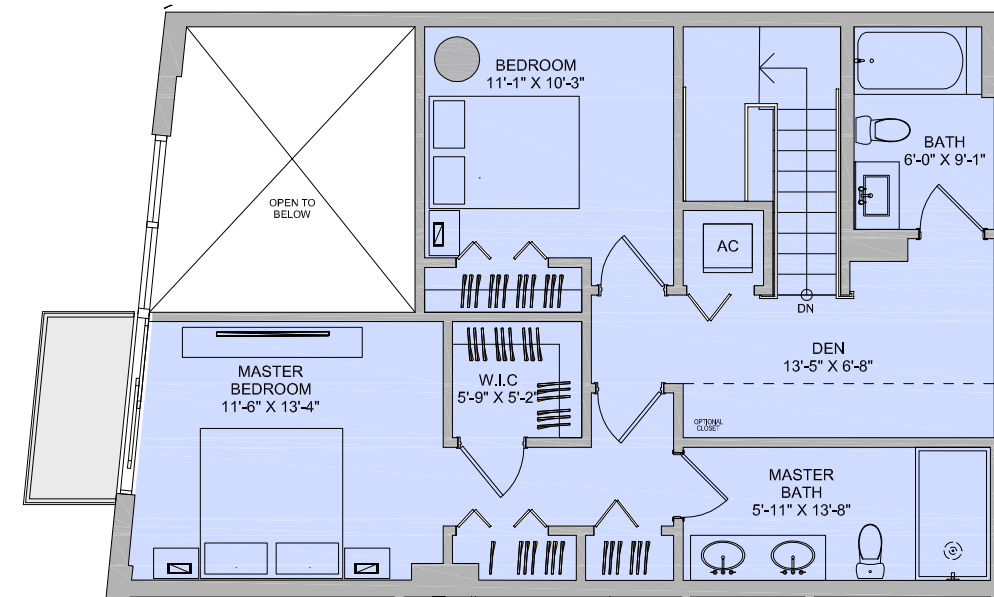 BEDROOM
11'-1" X 10'-3"
BATH
6'-0" X 9'-1"
OPEN TO
BELOW
AC
DN
DEN
13'-5" X 6'-8"
MASTER
BEDROOM
11'-6" X 13'-4"
W.I.C
5'-9" X 5'-2"
OPTIONAL
CLOSET
MASTER
BATH
5'-11" X 13'-8"